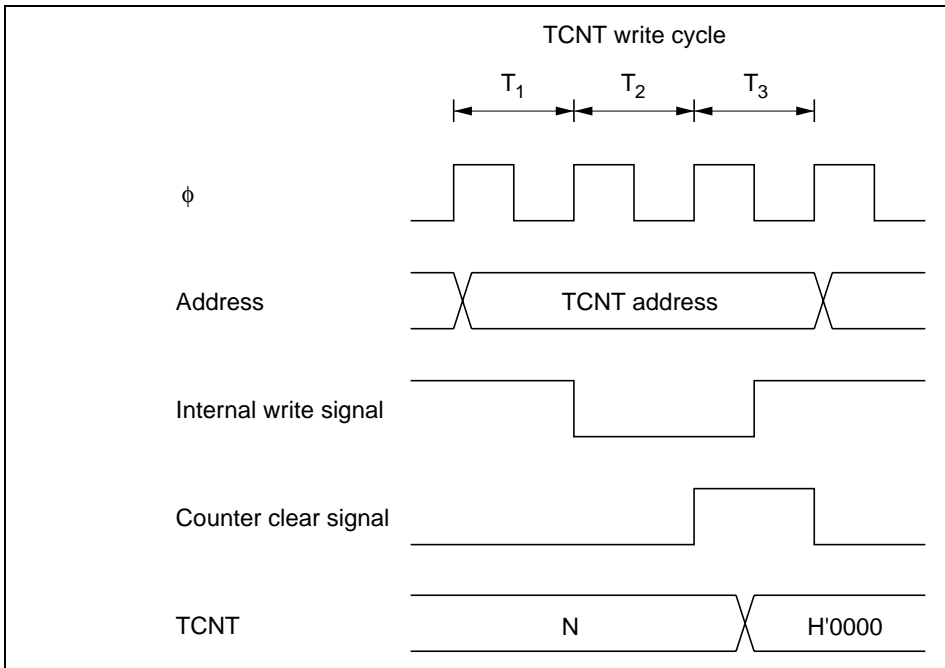 TCNT write cycle
T1 T2 T3
ϕ
Address TCNT address
Internal write signal
Counter clear signal
TCNT N H'0000